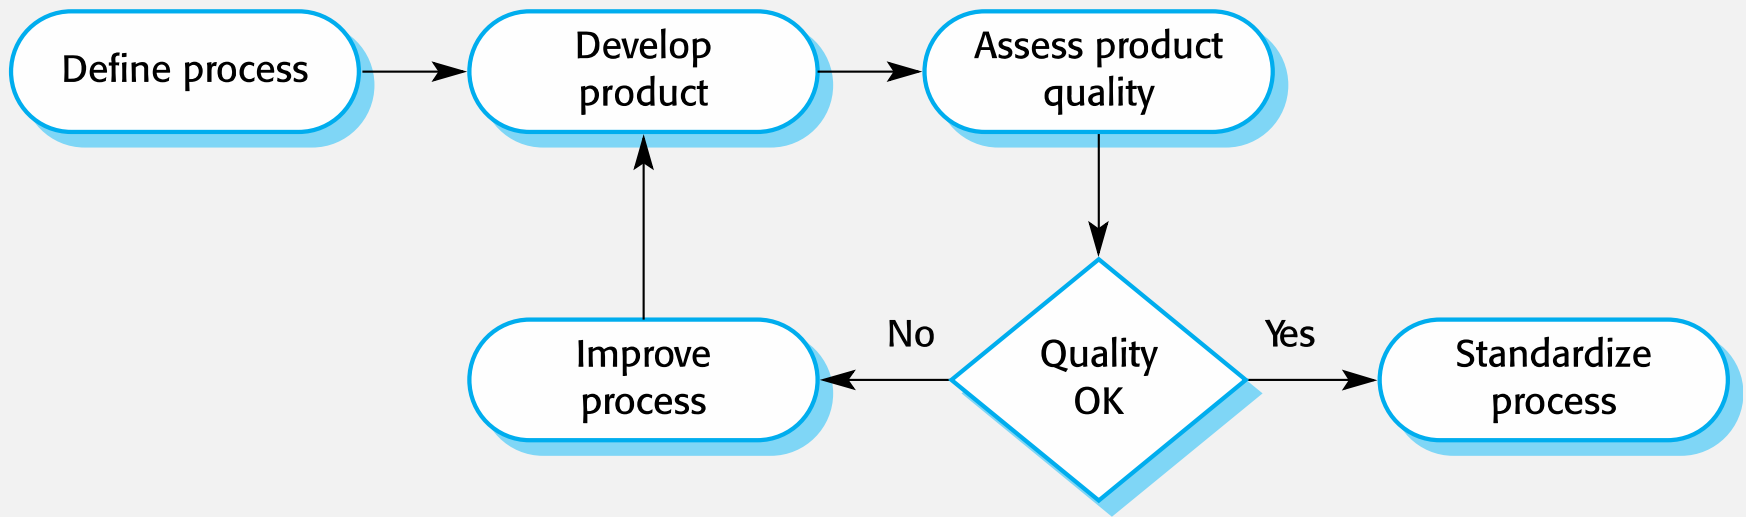 Define process
Develop
product
Assess product
quality
No
Yes
Improve
process
Quality
OK
Standardize
process